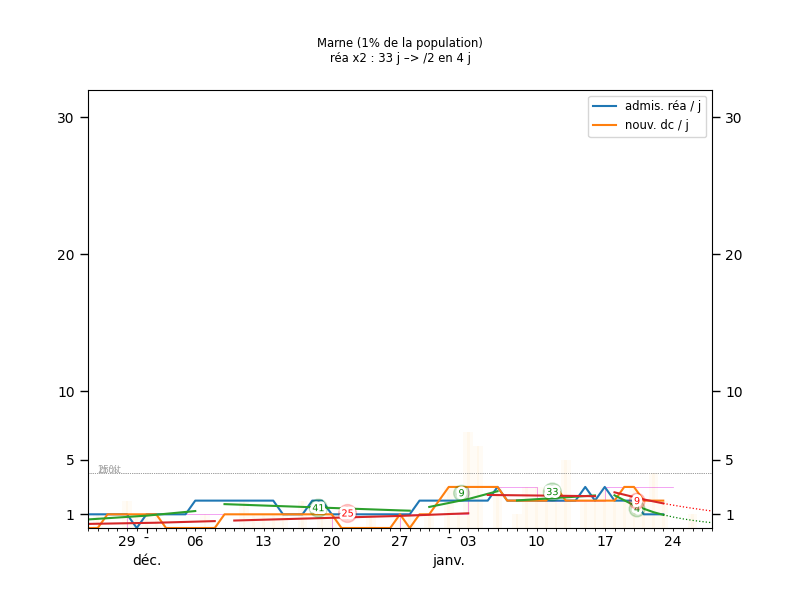 Marne (1% de la population)
réa x2 : 33 j –> /2 en 4 j
admis. réa / j
nouv. dc / j
30 30
20 20
10 10
5 5
1 1
9 33 9 4
41 25
29 - 06 13 20 27 - 03 10 17 24
déc. janv.